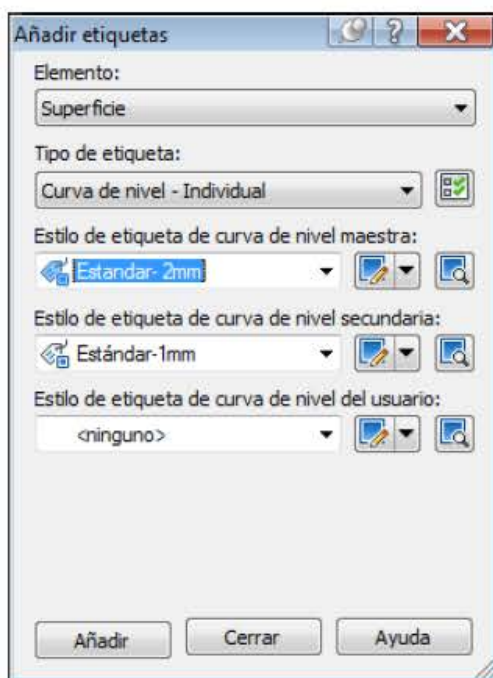 Añadir etiquetas
Elemento:
Superficie
Tipo de etiqueta:
Curva de nivel - Individual
Estilo de etiqueta de curva de nivel maestra:
Estandar- 2mm
Estilo de etiqueta de curva de nivel secundaria:
Estándar-1mm
Estilo de etiqueta de curva de nivel del usuario:
<ninguno>
Añadir Cerrar Ayuda